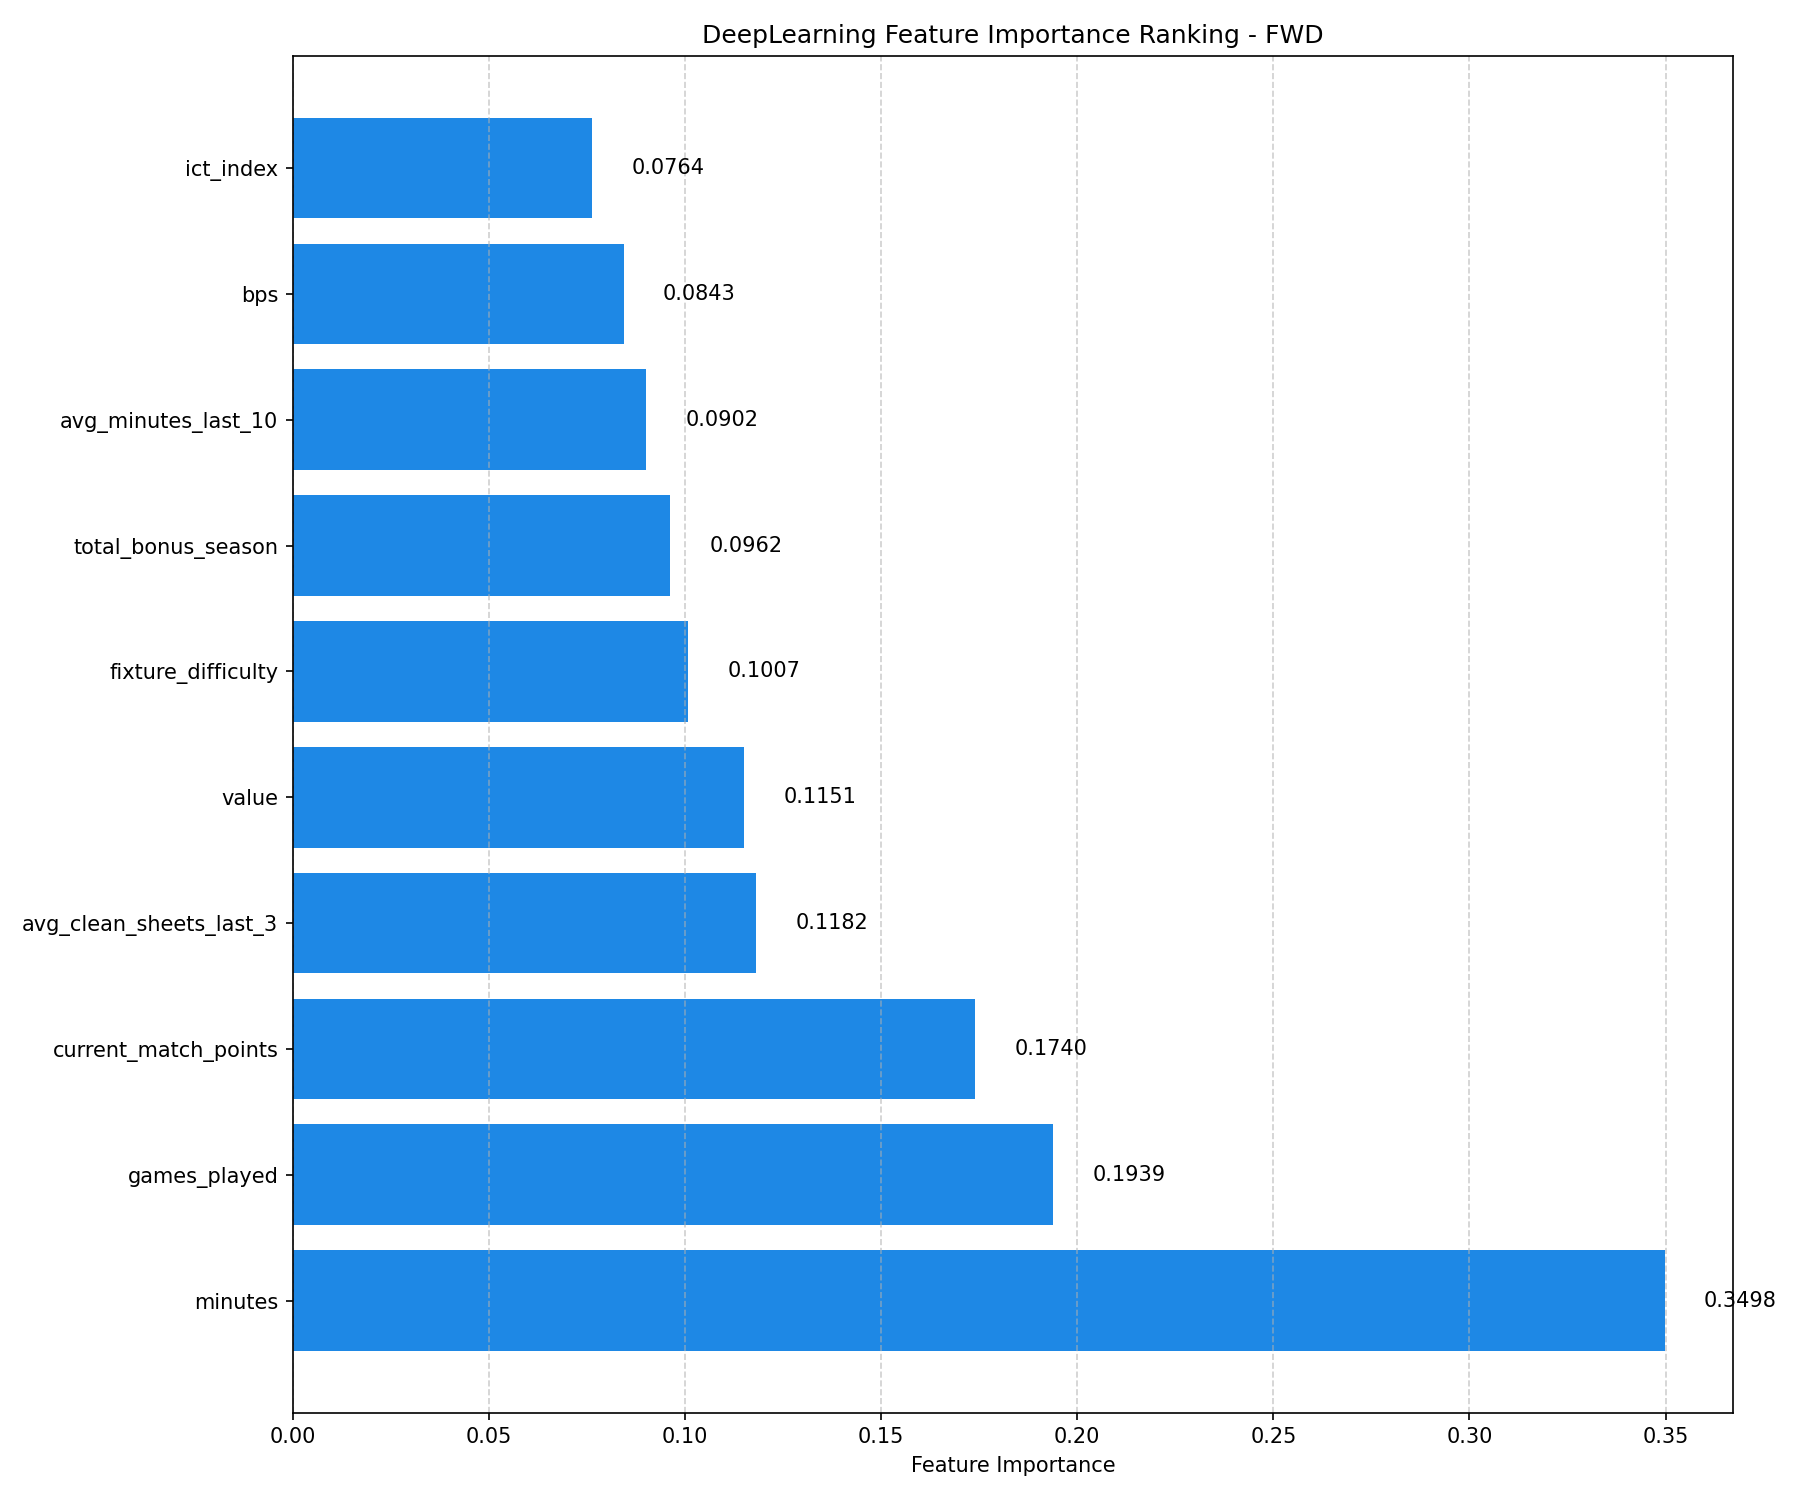 DeepLearning Feature Importance Ranking - FWD
ict_index 0.0764
bps 0.0843
avg_minutes_last_10 0.0902
total_bonus_season 0.0962
fixture_difficulty 0.1007
value 0.1151
avg_clean_sheets_last_3 0.1182
current_match_points 0.1740
games_played 0.1939
minutes 0.3498
0.00 0.05 0.10 0.15 0.20 0.25 0.30 0.35
Feature Importance